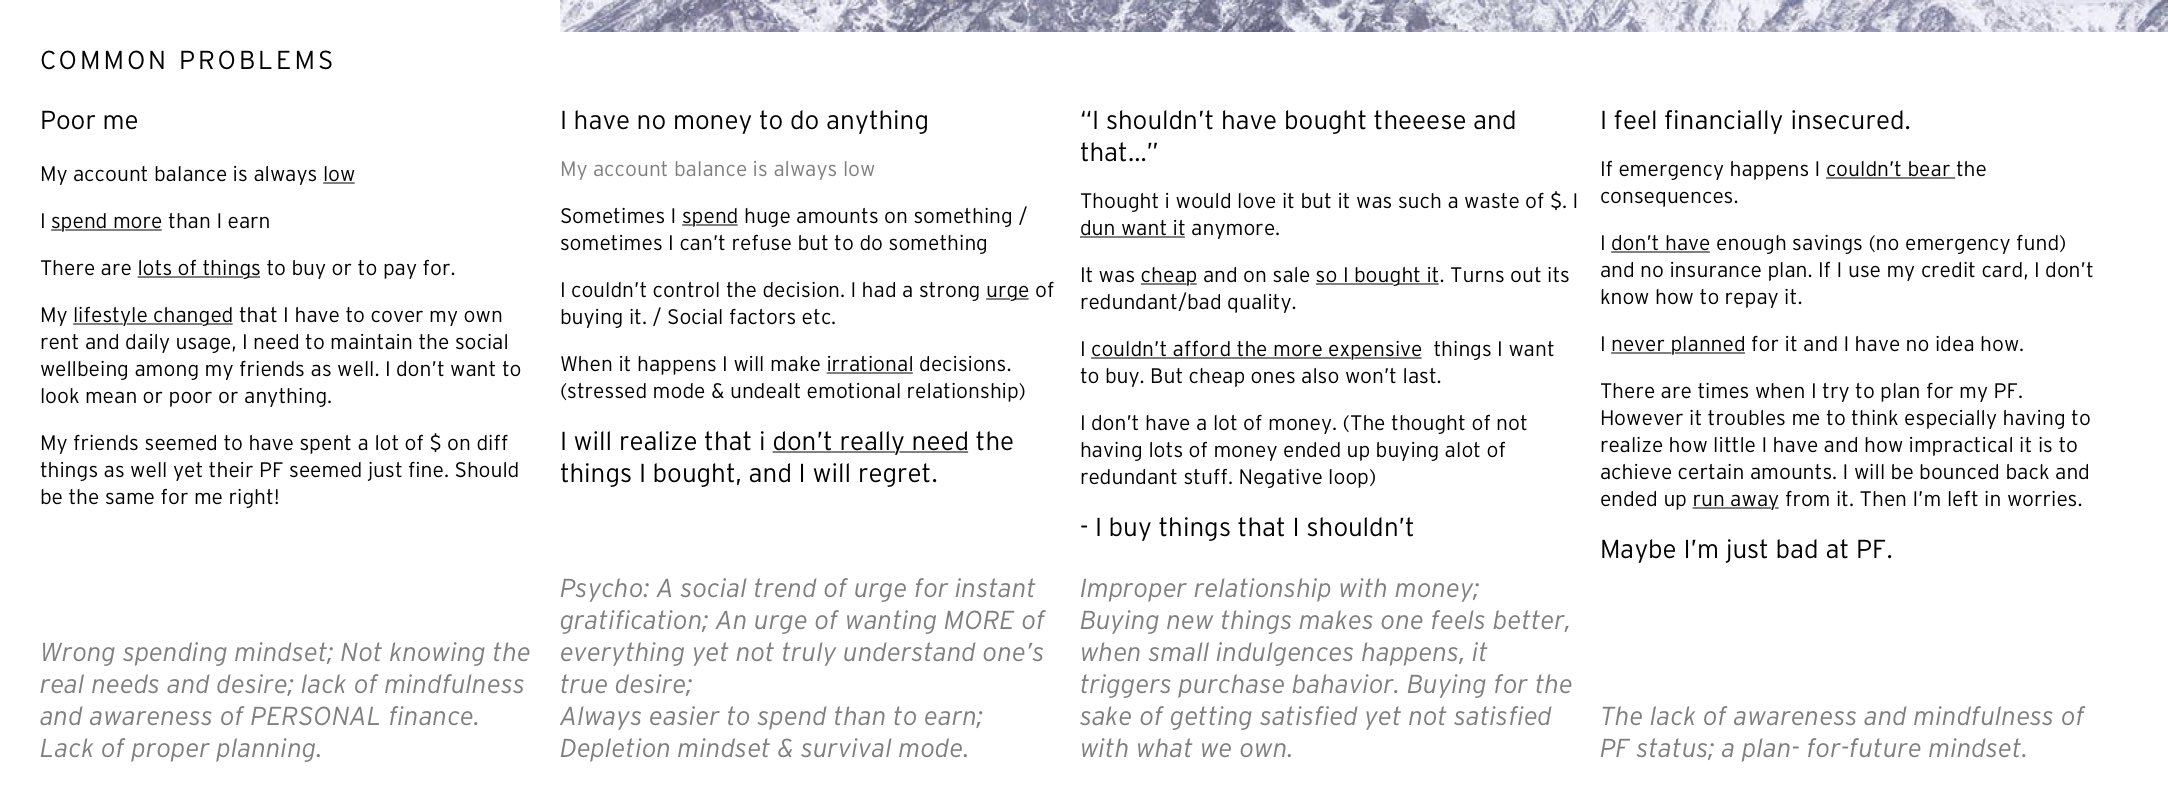 COMMON PROBLEMS
Poor me
My account balance is always low
I spend more than I earn
There are lots of things to buy or to pay for.
My lifestyle changed that I have to cover my own
rent and daily usage, I need to maintain the social
wellbeing among my friends as well. I don't want to
look mean or poor or anything.
My friends seemed to have spent a lot of $ on diff
things as well yet their PF seemed just fine. Should
be the same for me right!
Wrong spending mindset; Not knowing the
real needs and desire; lack of mindfulness
and awareness of PERSONAL finance.
Lack of proper planning.
I have no money to do anything
My account balance is always low
Sometimes I spend huge amounts on something /
sometimes I can't refuse but to do something
I couldn't control the decision. I had a strong urge of
buying it. / Social factors etc.
When it happens I will make irrational decisions.
(stressed mode & undealt emotional relationship)
I will realize that i don't really need the
things I bought, and I will regret.
Psycho: A social trend of urge for instant
gratification; An urge of wanting MORE of
everything yet not truly understand one's
true desire;
Always easier to spend than to earn;
Depletion mindset & survival mode.
“I shouldn't have bought theeese and
that...”
Thought i would love it but it was such a waste of $. I
dun want it anymore.
It was cheap and on sale so I bought it. Turns out its
redundant/bad quality.
I couldn't afford the more expensive things I want
to buy. But cheap ones also won't last.
I don't have a lot of money. (The thought of not
having lots of money ended up buying alot of
redundant stuff. Negative loop)
- I buy things that I shouldn't
Improper relationship with money;
Buying new things makes one feels better,
when small indulgences happens, it
triggers purchase bahavior. Buying for the
sake of getting satisfied yet not satisfied
with what we own.
I feel financially insecured.
If emergency happens I couldn't bear the
consequences.
I don't have enough savings (no emergency fund)
and no insurance plan. If I use my credit card, I don't
know how to repay it.
I never planned for it and I have no idea how.
There are times when I try to plan for my PF.
However it troubles me to think especially having to
realize how little I have and how impractical it is to
achieve certain amounts. I will be bounced back and
ended up run away from it. Then I'm left in worries.
Maybe I'm just bad at PF.
The lack of awareness and mindfulness of
PF status; a plan- for-future mindset.